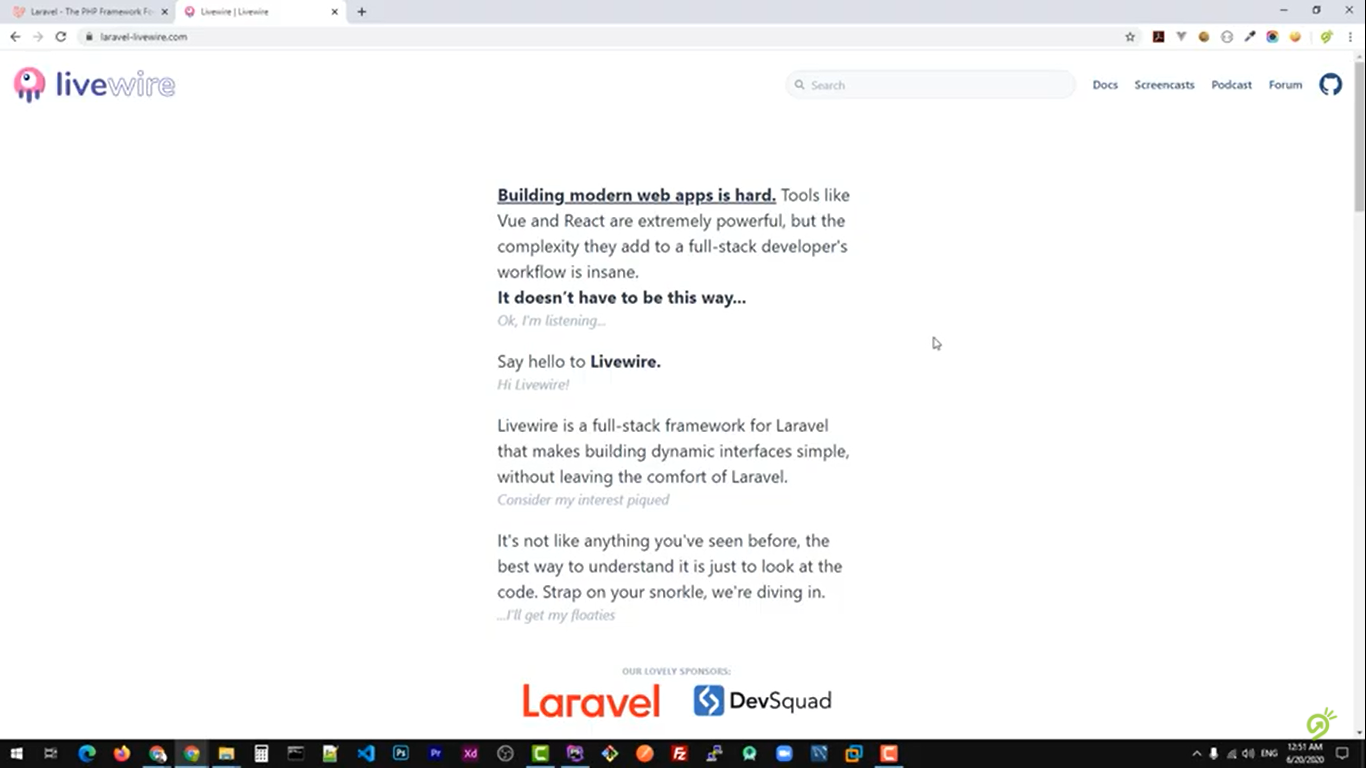 Laravel - The PHP Framework Fo
Livewire | Livewire
laravel-livewire.com
livewire
Search
Docs
Screencasts
Podcast
Forum
Building modern web apps is hard. Tools like
Vue and React are extremely powerful, but the
complexity they add to a full-stack developer's
workflow is insane.
It doesn't have to be this way...
Ok, I'm listening...
Say hello to Livewire.
Hi Livewire!
Livewire is a full-stack framework for Laravel
that makes building dynamic interfaces simple,
without leaving the comfort of Laravel.
Consider my interest piqued
It's not like anything you've seen before, the
best way to understand it is just to look at the
code. Strap on your snorkle, we're diving in.
...I'll get my floaties
OUR LOVELY SPONSORS:
Laravel
DevSquad
Ps
Pr
Xd
ENG
12:51 AM
6/20/2020